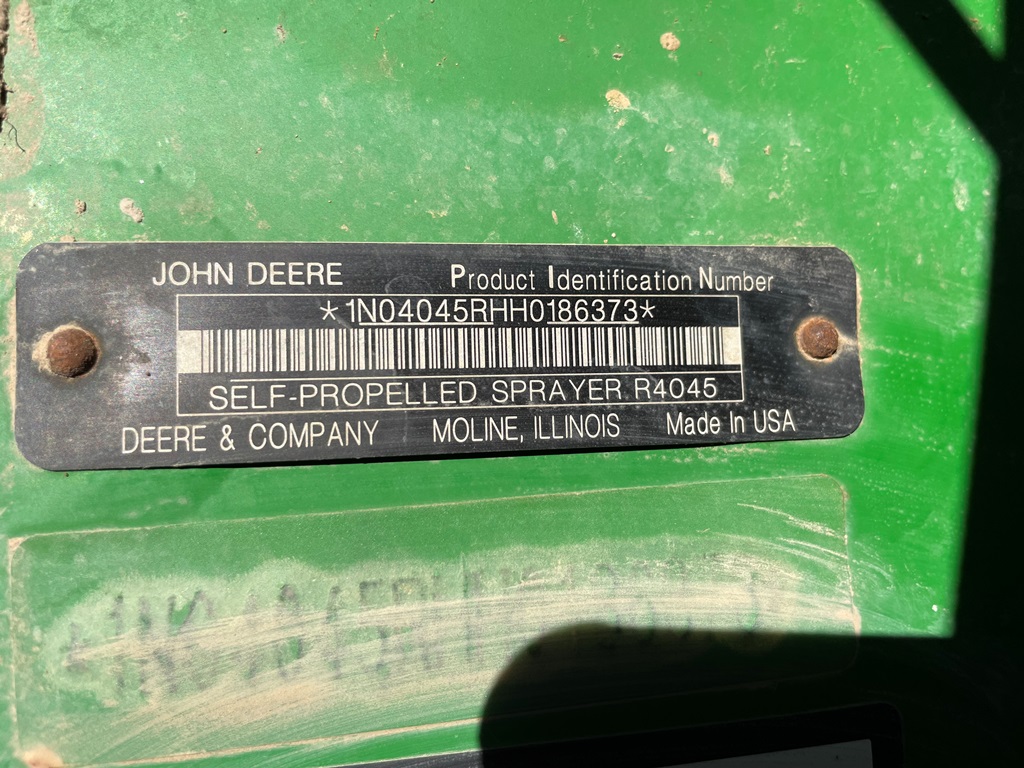 JOHN DEERE Product Identification Number
*1N04045RHH0186373*
SELF-PROPELLED SPRAYER R4045
DEERE & COMPANY MOLINE, ILLINOIS Made In USA